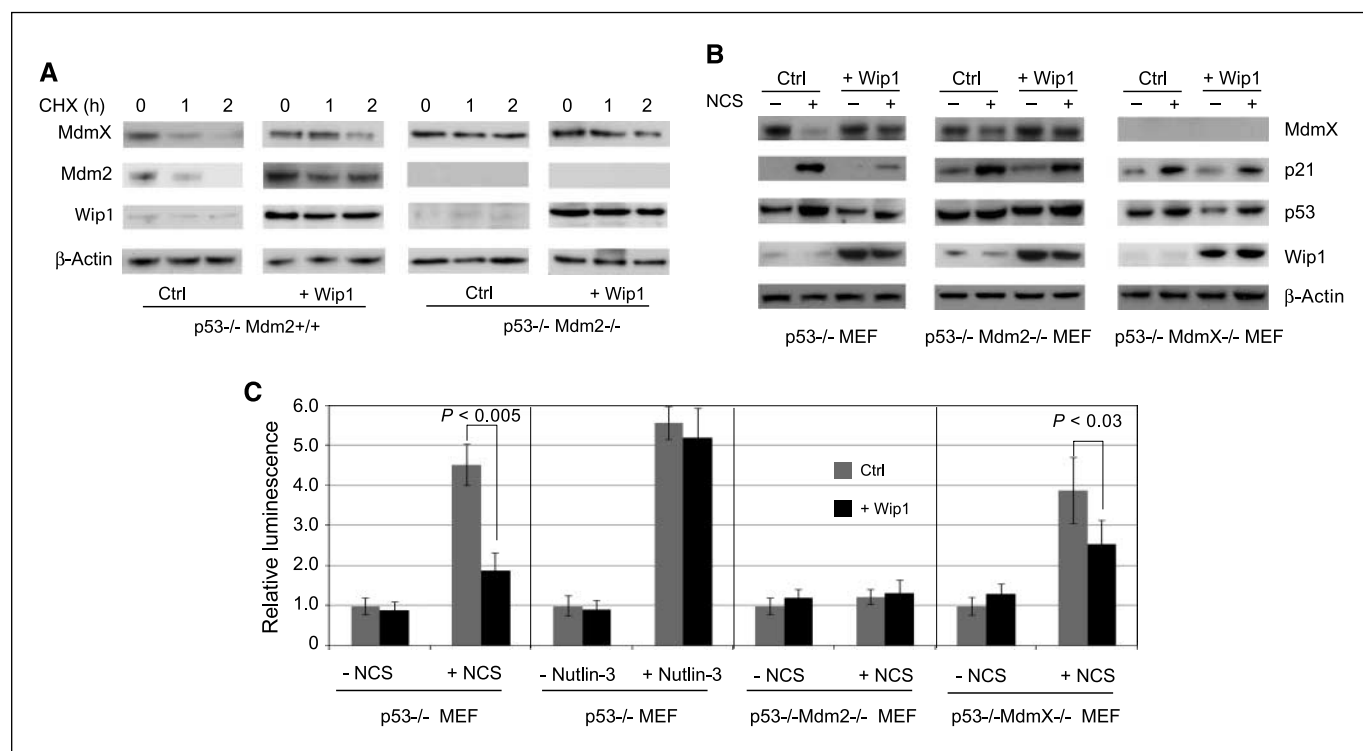 A
CHX (h) 0 1 2 0 1 2 0 1 2 0 1 2
MdmX
Mdm2
Wip1
β-Actin
Ctrl + Wip1 Ctrl + Wip1
p53-/- Mdm2+/+ p53-/- Mdm2-/-
B
Ctrl + Wip1 Ctrl + Wip1 Ctrl + Wip1
NCS − + − + − + − + − + − +
MdmX
p21
p53
Wip1
β-Actin
p53-/- MEF p53-/- Mdm2-/- MEF p53-/- MdmX-/- MEF
C
Relative luminescence
6.0
5.0
4.0
3.0
2.0
1.0
0
P < 0.005
P < 0.03
Ctrl
+ Wip1
- NCS + NCS - Nutlin-3 + Nutlin-3 - NCS + NCS - NCS + NCS
p53-/- MEF p53-/- MEF p53-/-Mdm2-/- MEF p53-/-MdmX-/- MEF